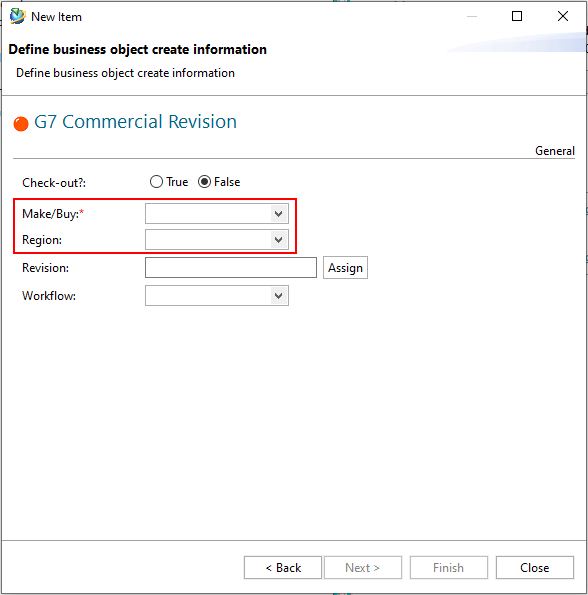 New Item
Define business object create information
Define business object create information
G7 Commercial Revision
General
Check-out?: True False
Make/Buy:*
Region:
Revision: Assign
Workflow:
< Back Next > Finish Close